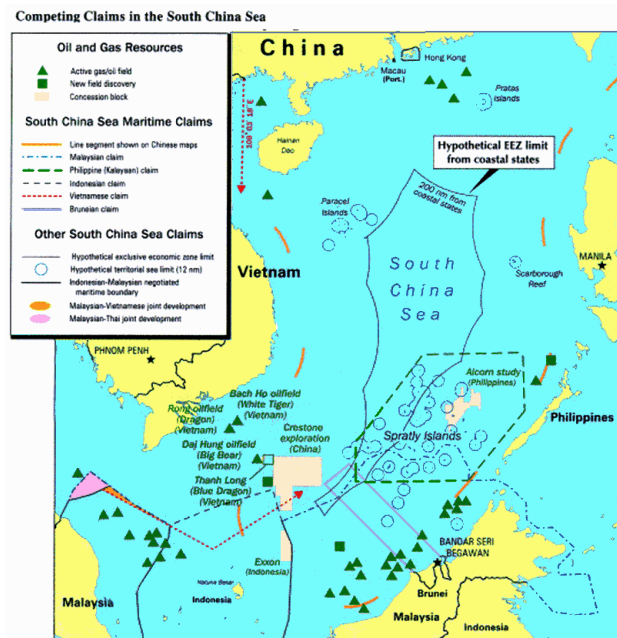 Competing Claims in the South China Sea
Oil and Gas Resources
Active gas/oil field
New field discovery
Concession block
South China Sea Maritime Claims
Line segment shown on Chinese maps
Malaysian claim
Philippine (Kalayaan) claim
Indonesian claim
Vietnamese claim
Bruneian claim
Other South China Sea Claims
Hypothetical exclusive economic zone limit
Hypothetical territorial sea limit (12 nm)
Indonesian-Malaysian negotiated
maritime boundary
Malaysian-Vietnamese joint development
Malaysian-Thai joint development
China
Macau
(Port.)
Hong Kong
Pratas
Islands
108° 03' 18" E
Hainan
Dao
Hypothetical EEZ limit
from coastal states
200 nm from
coastal states
Paracel
Islands
Vietnam
South
China
Sea
Scarborough
Reef
MANILA
PHNOM PENH
Bach Ho oilfield
(White Tiger)
(Vietnam)
Rong oilfield
(Dragon)
(Vietnam)
Daj Hung oilfield
(Big Bear)
(Vietnam)
Thanh Long
(Blue Dragon)
(Vietnam)
Crestone
exploration
(China)
Alcorn study
(Philippines)
Spratly Islands
Philippines
Exxon
(Indonesia)
Natuna Besar
Indonesia
Malaysia
BANDAR SERI
BEGAWAN
Brunei
Malaysia
Indonesia